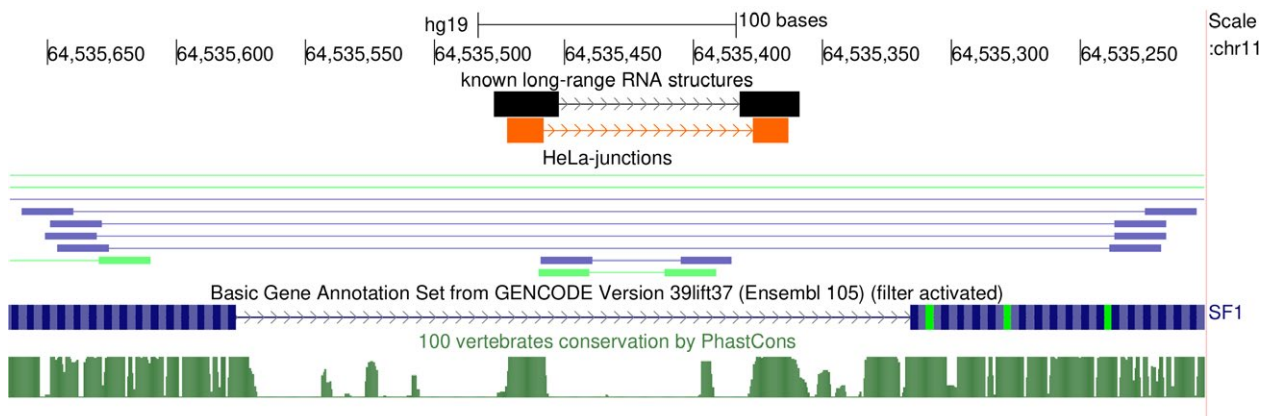 hg19 100 bases Scale
64,535,650 64,535,600 64,535,550 64,535,500 64,535,450 64,535,400 64,535,350 64,535,300 64,535,250 :chr11
known long-range RNA structures
HeLa-junctions
Basic Gene Annotation Set from GENCODE Version 39lift37 (Ensembl 105) (filter activated)
SF1
100 vertebrates conservation by PhastCons